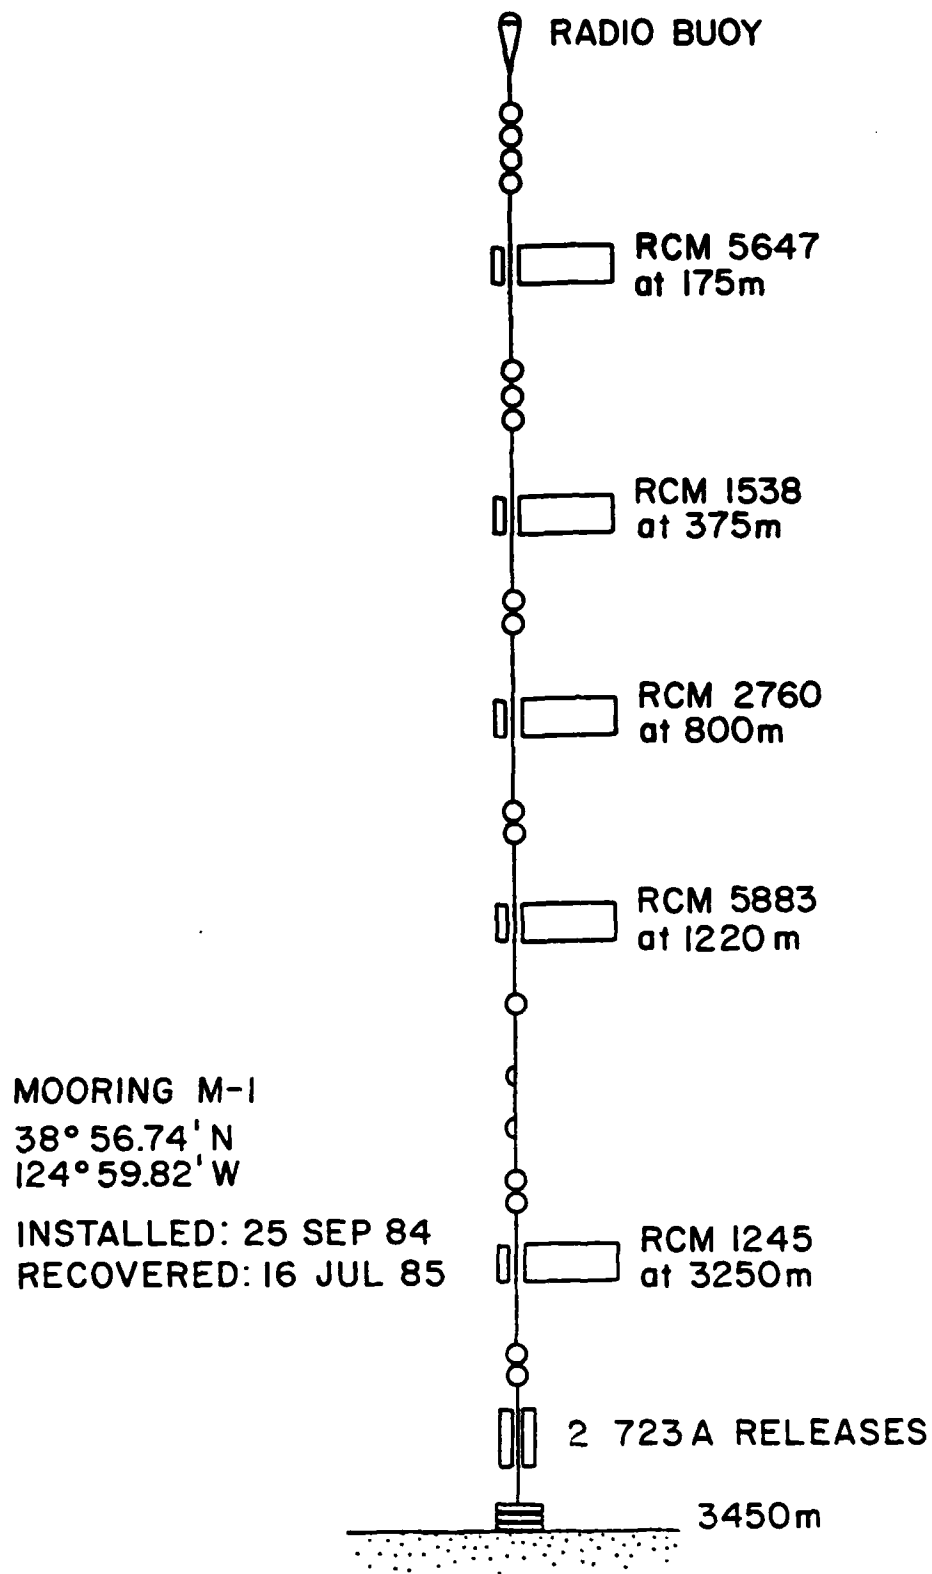 RADIO BUOY
RCM 5647
at 175m
RCM 1538
at 375m
RCM 2760
at 800m
RCM 5883
at 1220m
MOORING M-1
38° 56.74' N
124° 59.82' W
INSTALLED: 25 SEP 84
RECOVERED: 16 JUL 85
RCM 1245
at 3250m
2 723A RELEASES
3450m